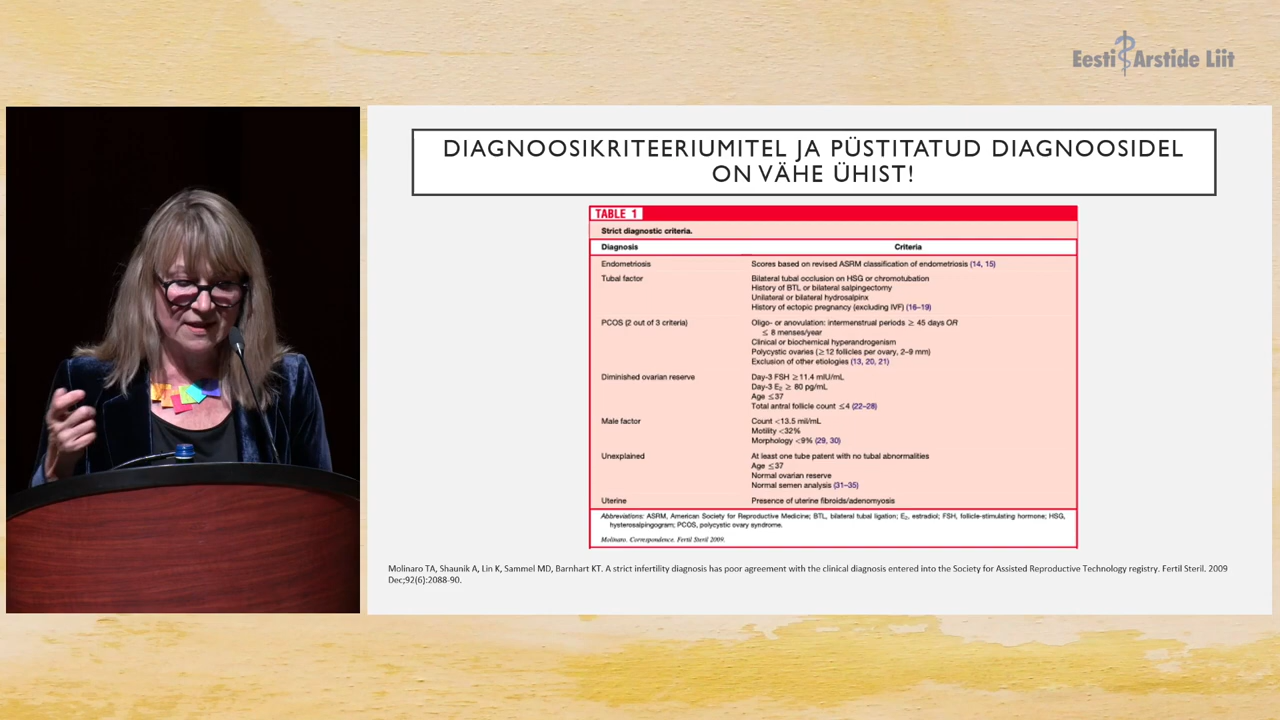 Eesti Arstide Liit
DIAGNOOSIKRITEERIUMITEL JA PÜSTITATUD DIAGNOOSIDEL
ON VÄHE ÜHIST!
TABLE 1
Strict diagnostic criteria.
Diagnosis Criteria
Endometriosis Scores based on revised ASRM classification of endometriosis (14, 15)
Tubal factor Bilateral tubal occlusion on HSG or chromotubation
History of BTL or bilateral salpingectomy
Unilateral or bilateral hydrosalpinx
History of ectopic pregnancy (excluding IVF) (16–19)
PCOS (2 out of 3 criteria) Oligo- or anovulation: intermenstrual periods ≥ 45 days OR
≤ 8 menses/year
Clinical or biochemical hyperandrogenism
Polycystic ovaries (≥12 follicles per ovary, 2–9 mm)
Exclusion of other etiologies (13, 20, 21)
Diminished ovarian reserve Day-3 FSH ≥11.4 mIU/mL
Day-3 E₂ ≥ 80 pg/mL
Age ≤37
Total antral follicle count ≤4 (22–28)
Male factor Count <13.5 mil/mL
Motility <32%
Morphology <9% (29, 30)
Unexplained At least one tube patent with no tubal abnormalities
Age ≤37
Normal ovarian reserve
Normal semen analysis (31–35)
Uterine Presence of uterine fibroids/adenomyosis
Abbreviations: ASRM, American Society for Reproductive Medicine; BTL, bilateral tubal ligation; E₂, estradiol; FSH, follicle-stimulating hormone; HSG,
hysterosalpingogram; PCOS, polycystic ovary syndrome.
Molinaro. Correspondence. Fertil Steril 2009.
Molinaro TA, Shaunik A, Lin K, Sammel MD, Barnhart KT. A strict infertility diagnosis has poor agreement with the clinical diagnosis entered into the Society for Assisted Reproductive Technology registry. Fertil Steril. 2009
Dec;92(6):2088-90.